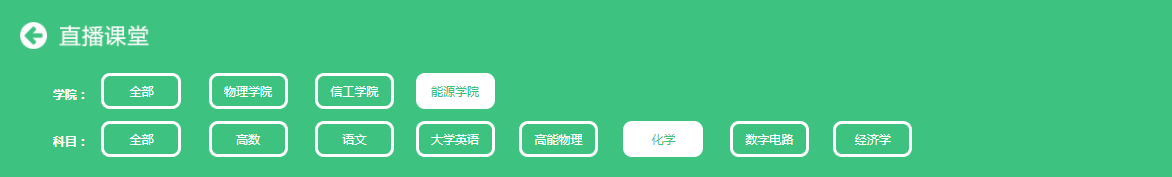 直播课堂
学院： 全部 物理学院 信工学院 能源学院
科目： 全部 高数 语文 大学英语 高能物理 化学 数字电路 经济学